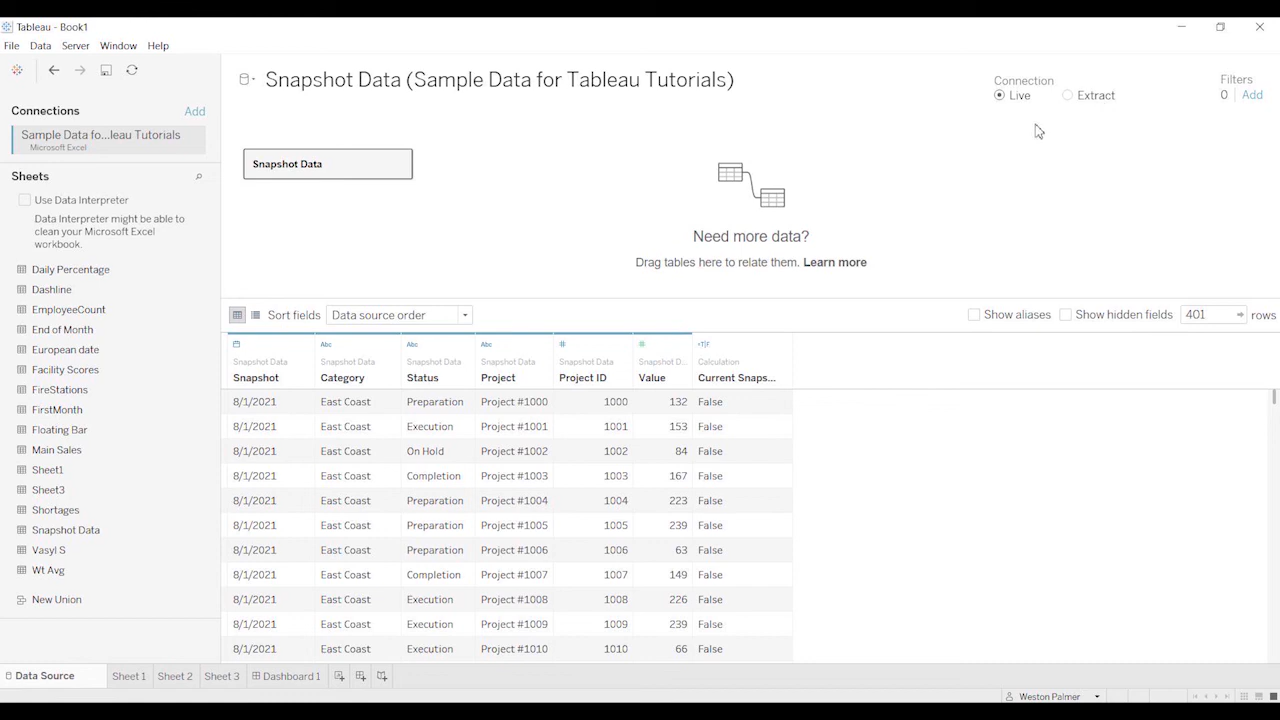 Tableau - Book1
File Data Server Window Help
Connections Add
Sample Data fo...leau Tutorials
Microsoft Excel
Sheets
Use Data Interpreter
Data Interpreter might be able to
clean your Microsoft Excel
workbook.
Daily Percentage
Dashline
EmployeeCount
End of Month
European date
Facility Scores
FireStations
FirstMonth
Floating Bar
Main Sales
Sheet1
Sheet3
Shortages
Snapshot Data
Vasyl S
Wt Avg
New Union
Snapshot Data (Sample Data for Tableau Tutorials)
Connection
Live Extract
Filters
0 | Add
Snapshot Data
Need more data?
Drag tables here to relate them. Learn more
Sort fields Data source order Show aliases Show hidden fields 401 rows
Abc Abc Abc # # =T|F
Snapshot Data Snapshot Data Snapshot Data Snapshot Data Snapshot Data Snapshot D... Calculation
Snapshot Category Status Project Project ID Value Current Snaps...
8/1/2021 East Coast Preparation Project #1000 1000 132 False
8/1/2021 East Coast Execution Project #1001 1001 153 False
8/1/2021 East Coast On Hold Project #1002 1002 84 False
8/1/2021 East Coast Completion Project #1003 1003 167 False
8/1/2021 East Coast Preparation Project #1004 1004 223 False
8/1/2021 East Coast Preparation Project #1005 1005 239 False
8/1/2021 East Coast Preparation Project #1006 1006 63 False
8/1/2021 East Coast Completion Project #1007 1007 149 False
8/1/2021 East Coast Execution Project #1008 1008 226 False
8/1/2021 East Coast Execution Project #1009 1009 239 False
8/1/2021 East Coast Execution Project #1010 1010 66 False
Data Source Sheet 1 Sheet 2 Sheet 3 Dashboard 1
Weston Palmer